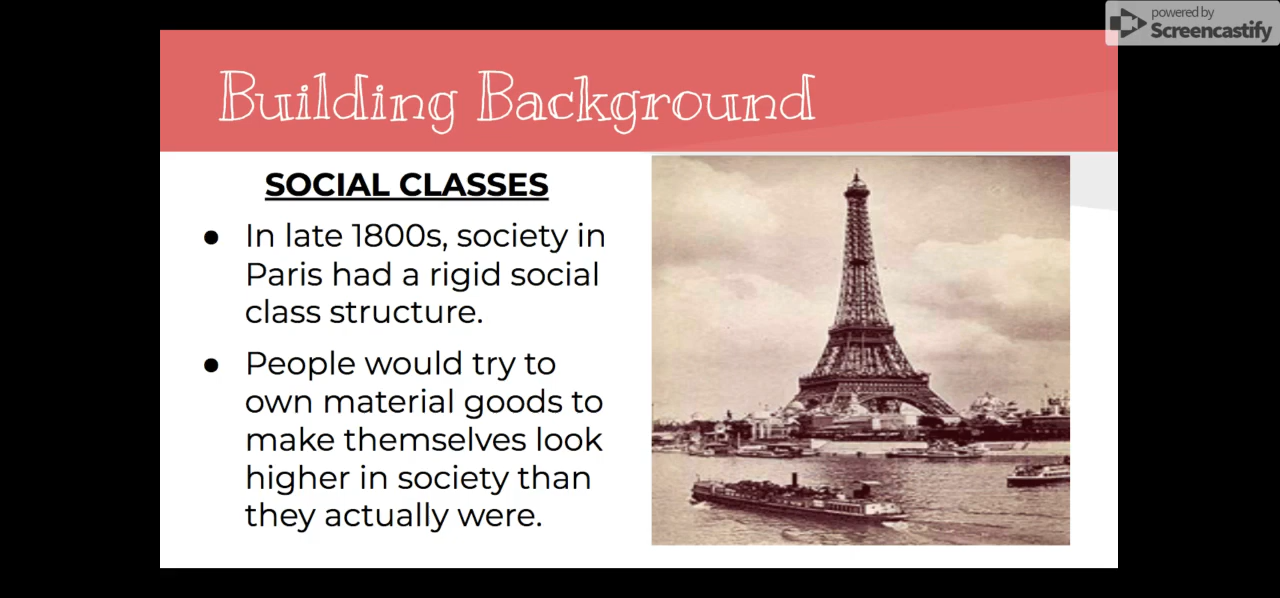 powered by
Screencastify
Building Background
SOCIAL CLASSES
● In late 1800s, society in
Paris had a rigid social
class structure.
● People would try to
own material goods to
make themselves look
higher in society than
they actually were.